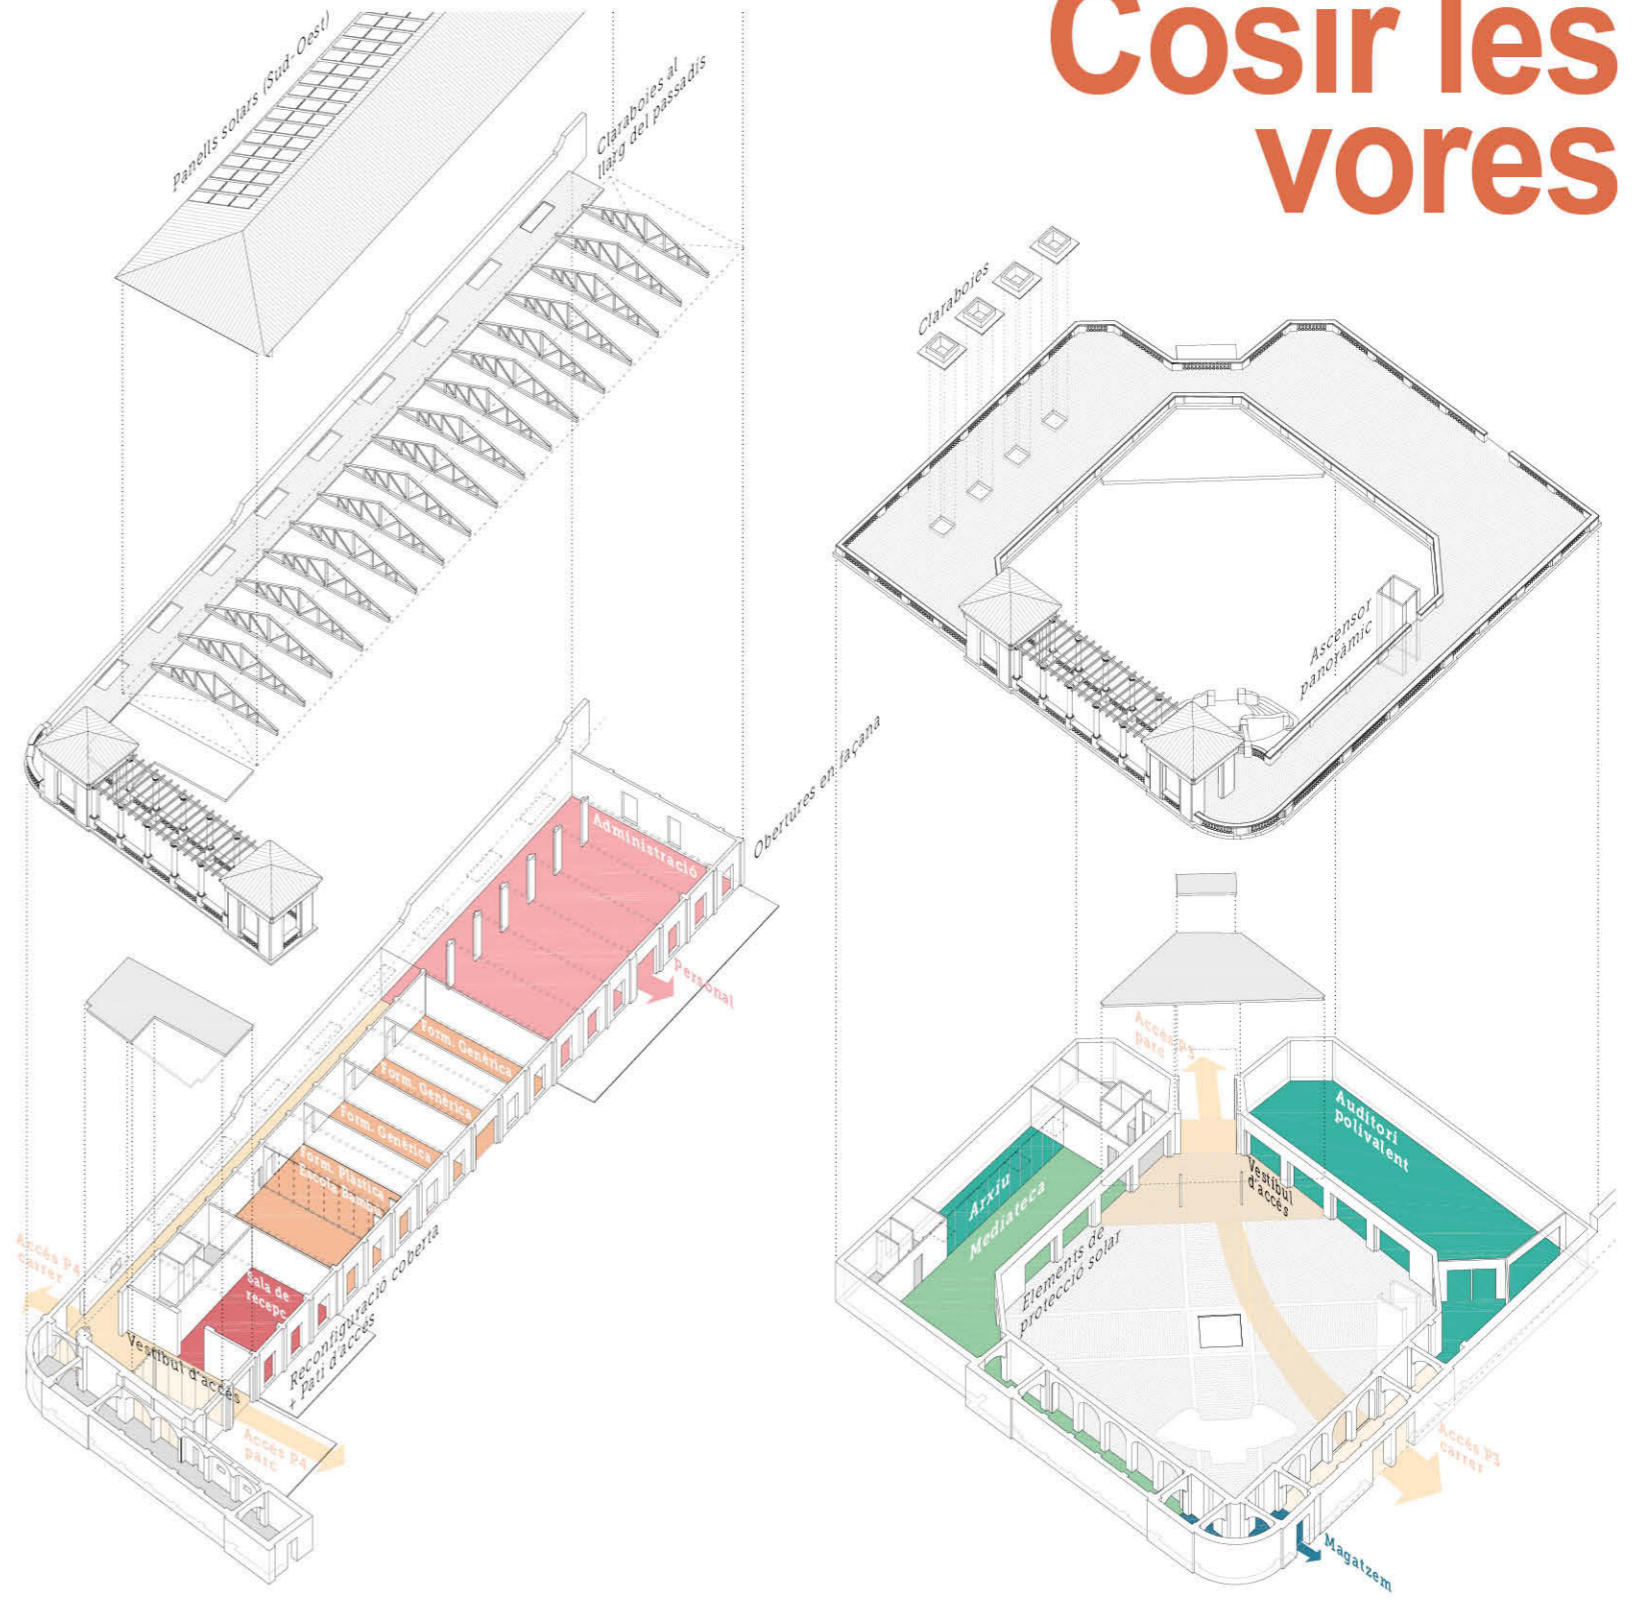 Cosir les
vores
Panells solars (Sud-Oest)
Claraboies al
llarg del passadís
Claraboies
Ascensor
panoràmic
Obertures en façana
Administració
Personal
Form. Genèrica
Form. Genèrica
Form. Genèrica
Form. Plàstica
Escola Bàmina
Sala de
recepc.
Reconfiguració coberta
+ Pati d'accés
Accés P4
carrer
Vestíbul d'accés
Accés P4
parc
Accés P3
parc
Auditori
polivalent
Vestíbul
d'accés
Arxiu
Mediateca
Elements de
protecció solar
Accés P3
carrer
Magatzem